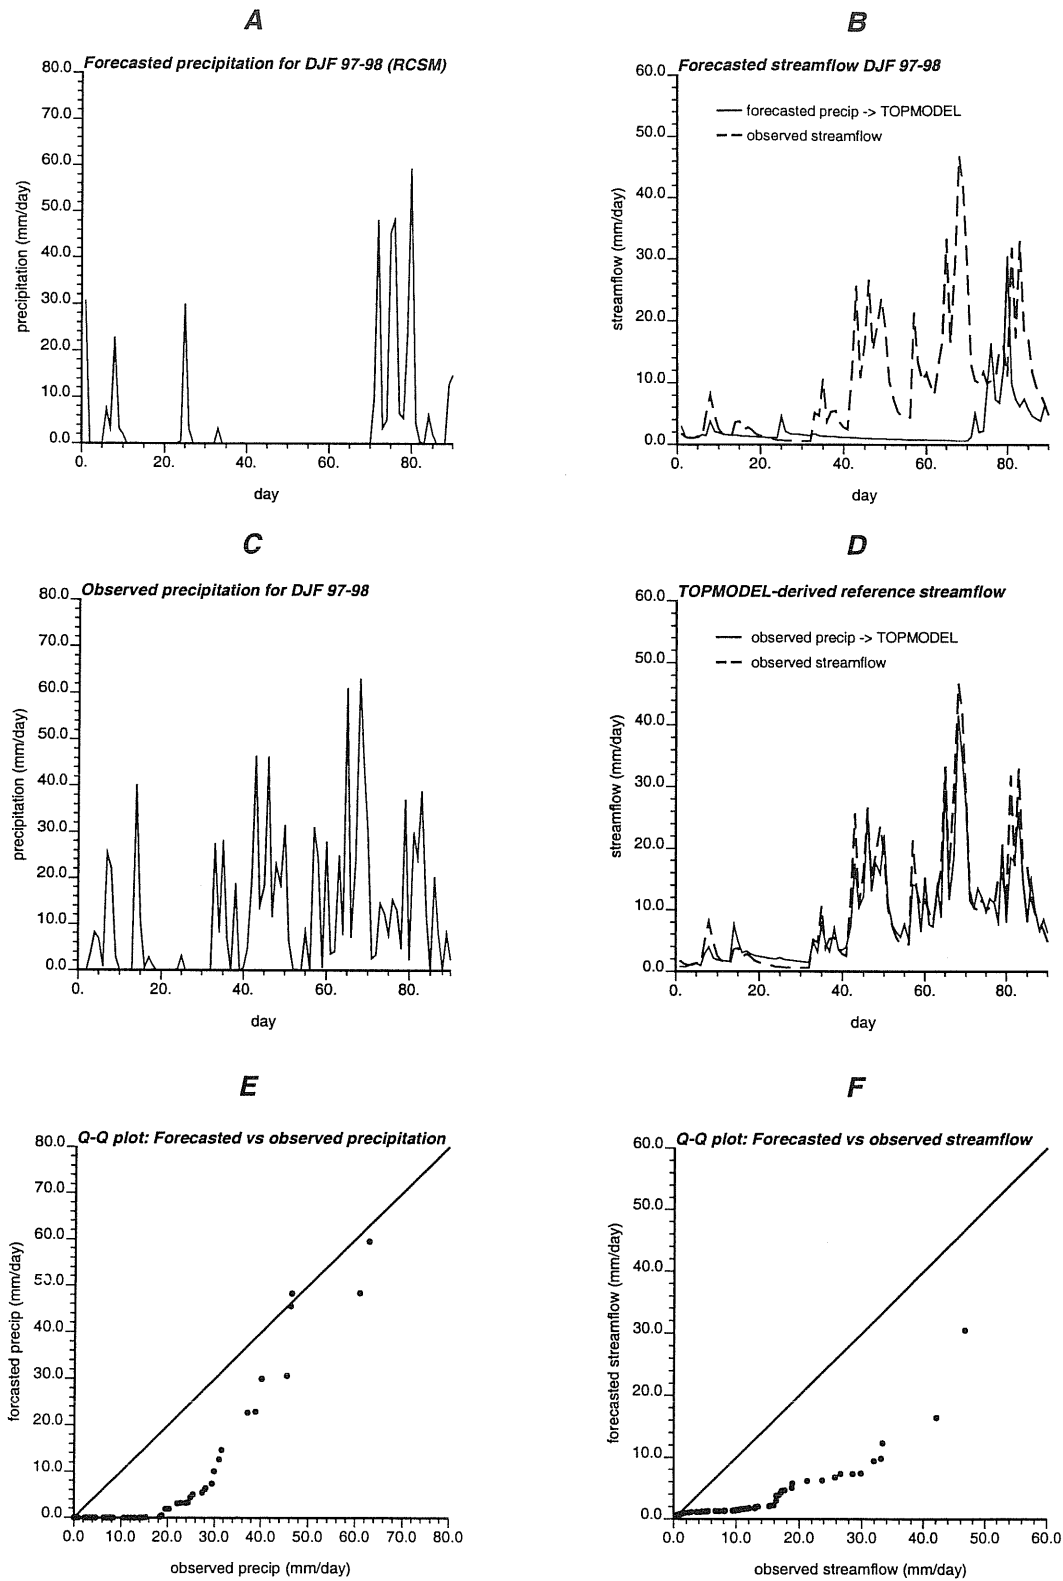 A
Forecasted precipitation for DJF 97-98 (RCSM)
80.0
70.0
60.0
50.0
40.0
30.0
20.0
10.0
0.0
precipitation (mm/day)
0. 20. 40. 60. 80.
day
B
Forecasted streamflow DJF 97-98
forecasted precip -> TOPMODEL
observed streamflow
60.0
50.0
40.0
30.0
20.0
10.0
0.0
streamflow (mm/day)
0. 20. 40. 60. 80.
day
C
Observed precipitation for DJF 97-98
80.0
70.0
60.0
50.0
40.0
30.0
20.0
10.0
0.0
precipitation (mm/day)
0. 20. 40. 60. 80.
day
D
TOPMODEL-derived reference streamflow
observed precip -> TOPMODEL
observed streamflow
60.0
50.0
40.0
30.0
20.0
10.0
0.0
streamflow (mm/day)
0. 20. 40. 60. 80.
day
E
Q-Q plot: Forecasted vs observed precipitation
80.0
70.0
60.0
50.0
40.0
30.0
20.0
10.0
0.0
forcasted precip (mm/day)
0.0 10.0 20.0 30.0 40.0 50.0 60.0 70.0 80.0
observed precip (mm/day)
F
Q-Q plot: Forecasted vs observed streamflow
60.0
50.0
40.0
30.0
20.0
10.0
0.0
forecasted streamflow (mm/day)
0.0 10.0 20.0 30.0 40.0 50.0 60.0
observed streamflow (mm/day)